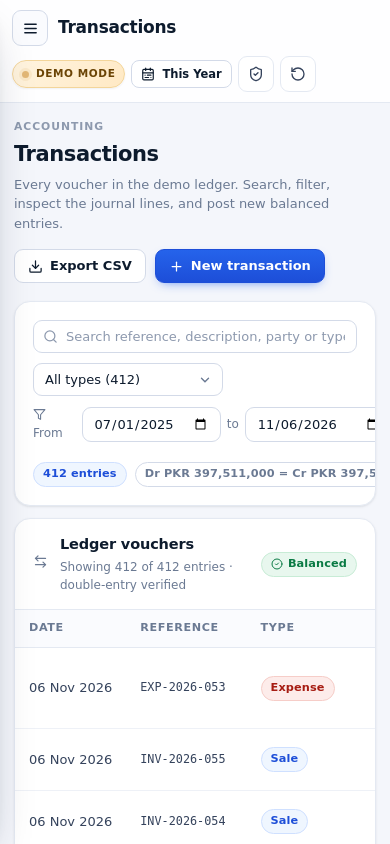 Transactions
DEMO MODE
This Year
ACCOUNTING
Transactions
Every voucher in the demo ledger. Search, filter,
inspect the journal lines, and post new balanced
entries.
Export CSV
New transaction
Search reference, description, party or type
All types (412)
From
07/01/2025
to
11/06/2026
412 entries
Dr PKR 397,511,000 = Cr PKR 397,5
Ledger vouchers
Showing 412 of 412 entries ·
double-entry verified
Balanced
DATE REFERENCE TYPE
06 Nov 2026 EXP-2026-053 Expense
06 Nov 2026 INV-2026-055 Sale
06 Nov 2026 INV-2026-054 Sale